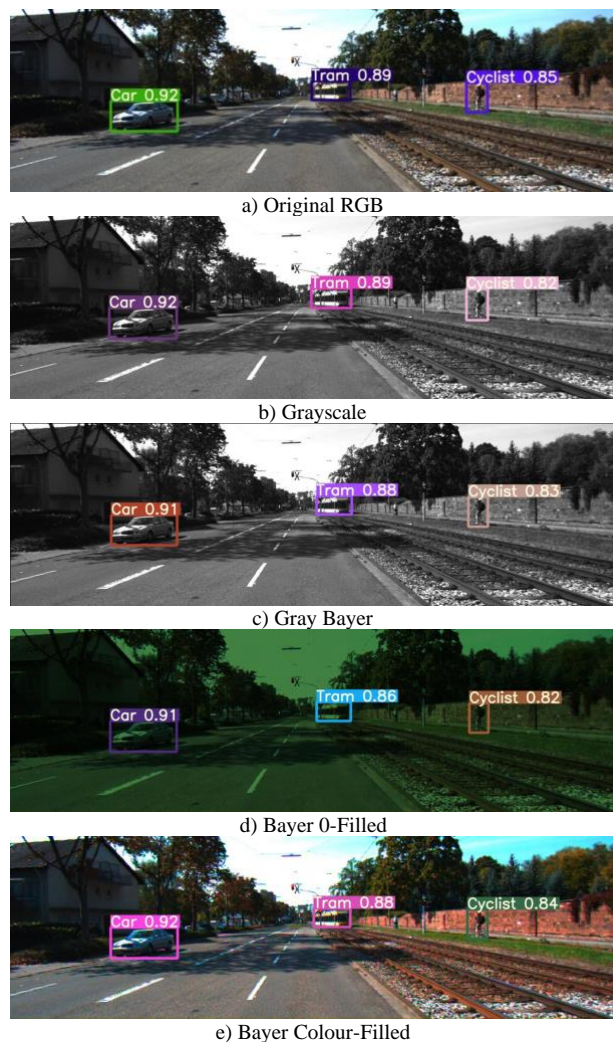 Car 0.92
Tram 0.89
Cyclist 0.85
a) Original RGB
Car 0.92
Tram 0.89
Cyclist 0.82
b) Grayscale
Car 0.91
Tram 0.88
Cyclist 0.83
c) Gray Bayer
Car 0.91
Tram 0.86
Cyclist 0.82
d) Bayer 0-Filled
Car 0.92
Tram 0.88
Cyclist 0.84
e) Bayer Colour-Filled